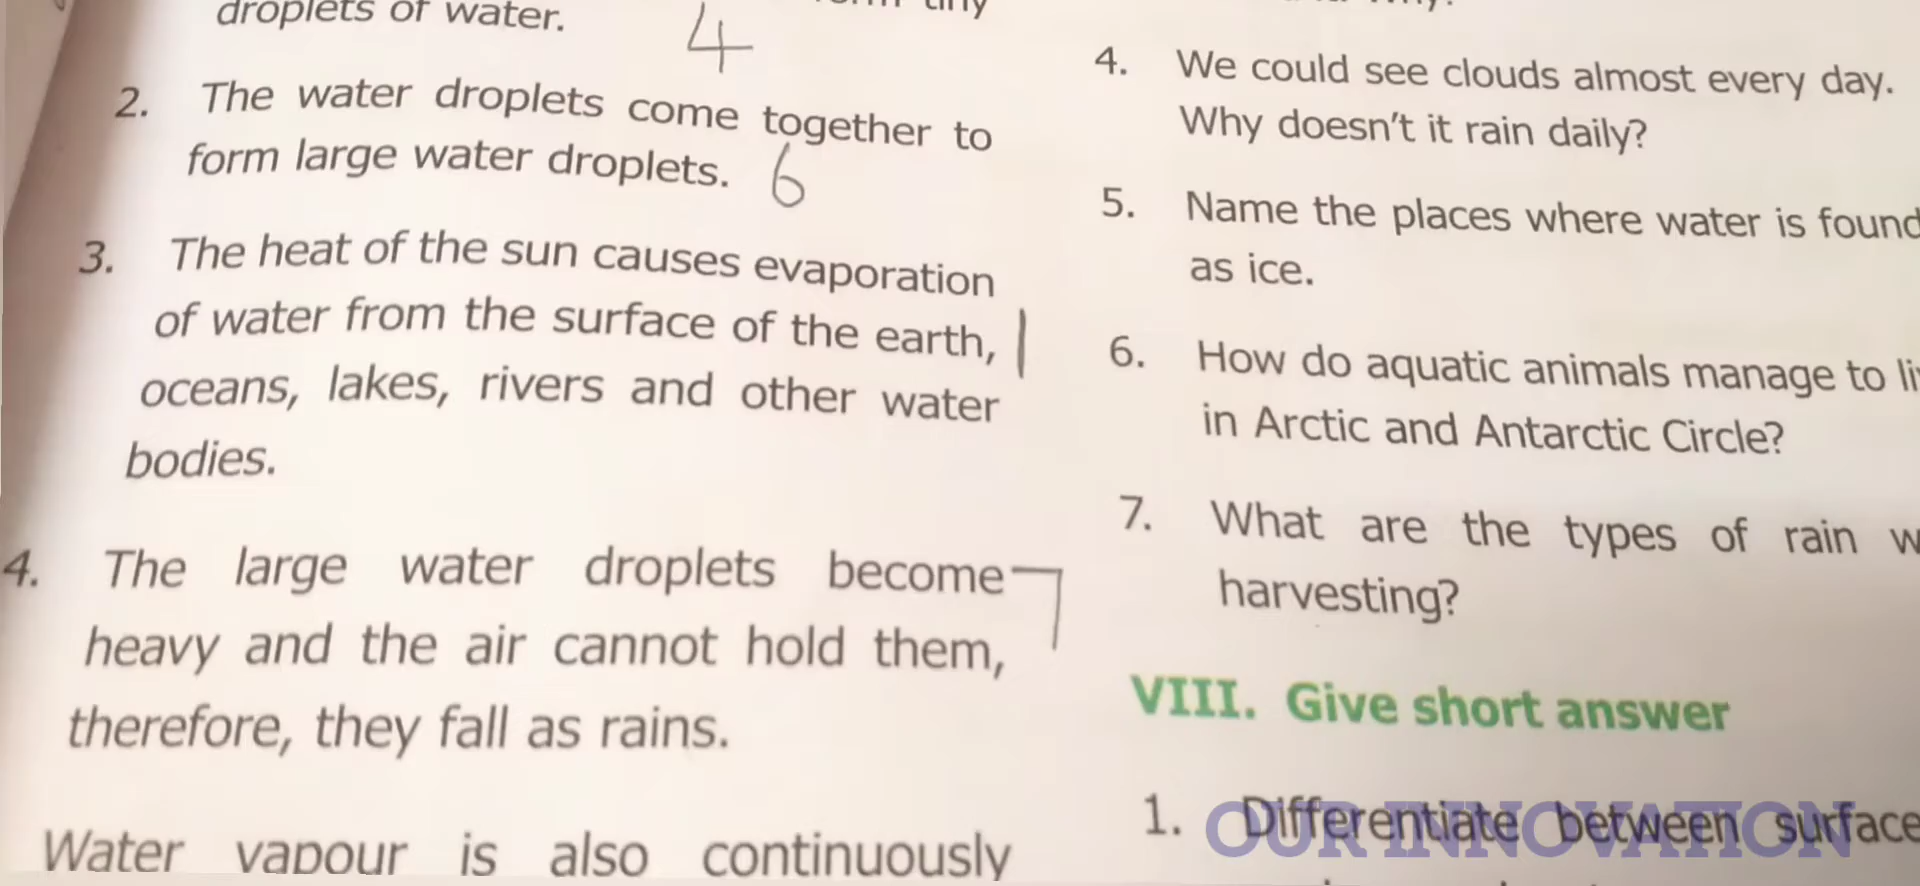 droplets of water.
4
2. The water droplets come together to
form large water droplets. 6
3. The heat of the sun causes evaporation
of water from the surface of the earth, 1
oceans, lakes, rivers and other water
bodies.
4. The large water droplets become 7
heavy and the air cannot hold them,
therefore, they fall as rains.
Water vapour is also continuously
4. We could see clouds almost every day.
Why doesn't it rain daily?
5. Name the places where water is found
as ice.
6. How do aquatic animals manage to
in Arctic and Antarctic Circle?
7. What are the types of rain
harvesting?
VIII. Give short answer
1. Differentiate between surface
OUR INNOVATION